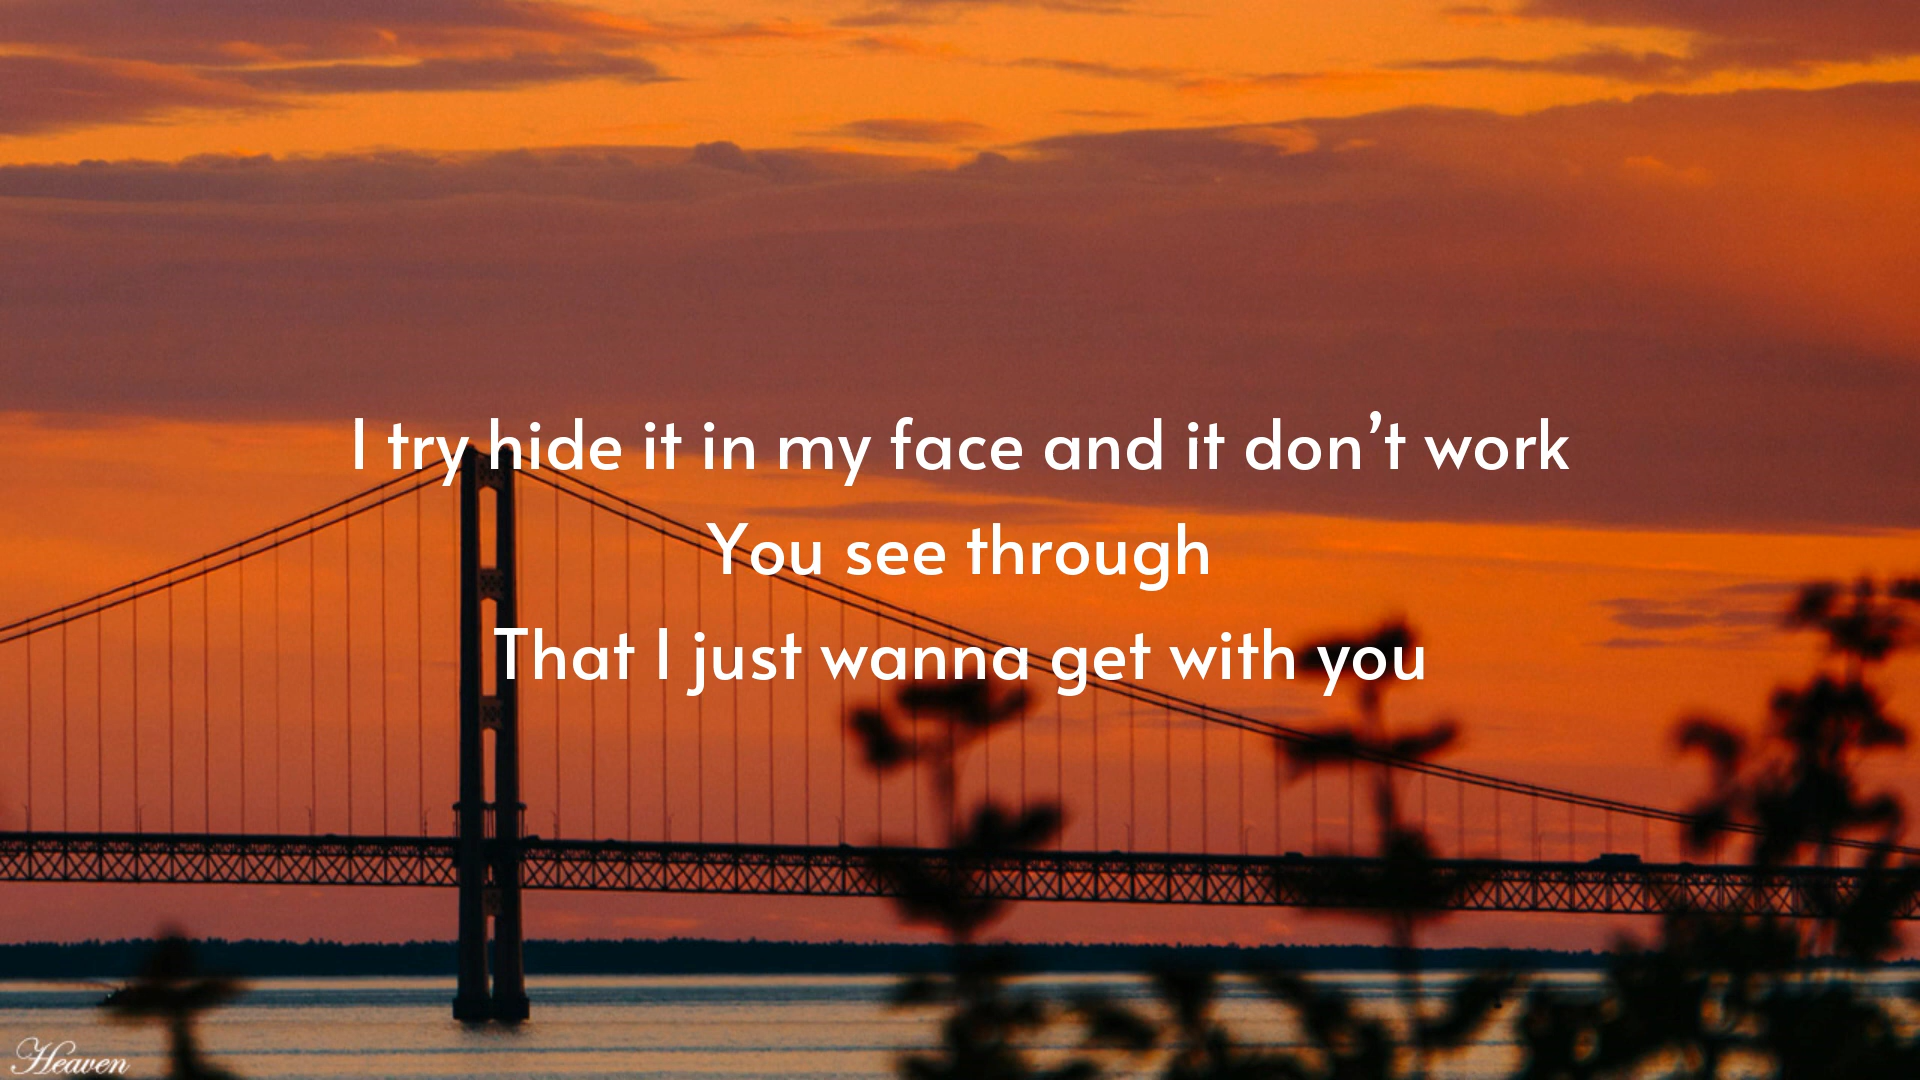 I try hide it in my face and it don’t work
You see through
That I just wanna get with you
Heaven